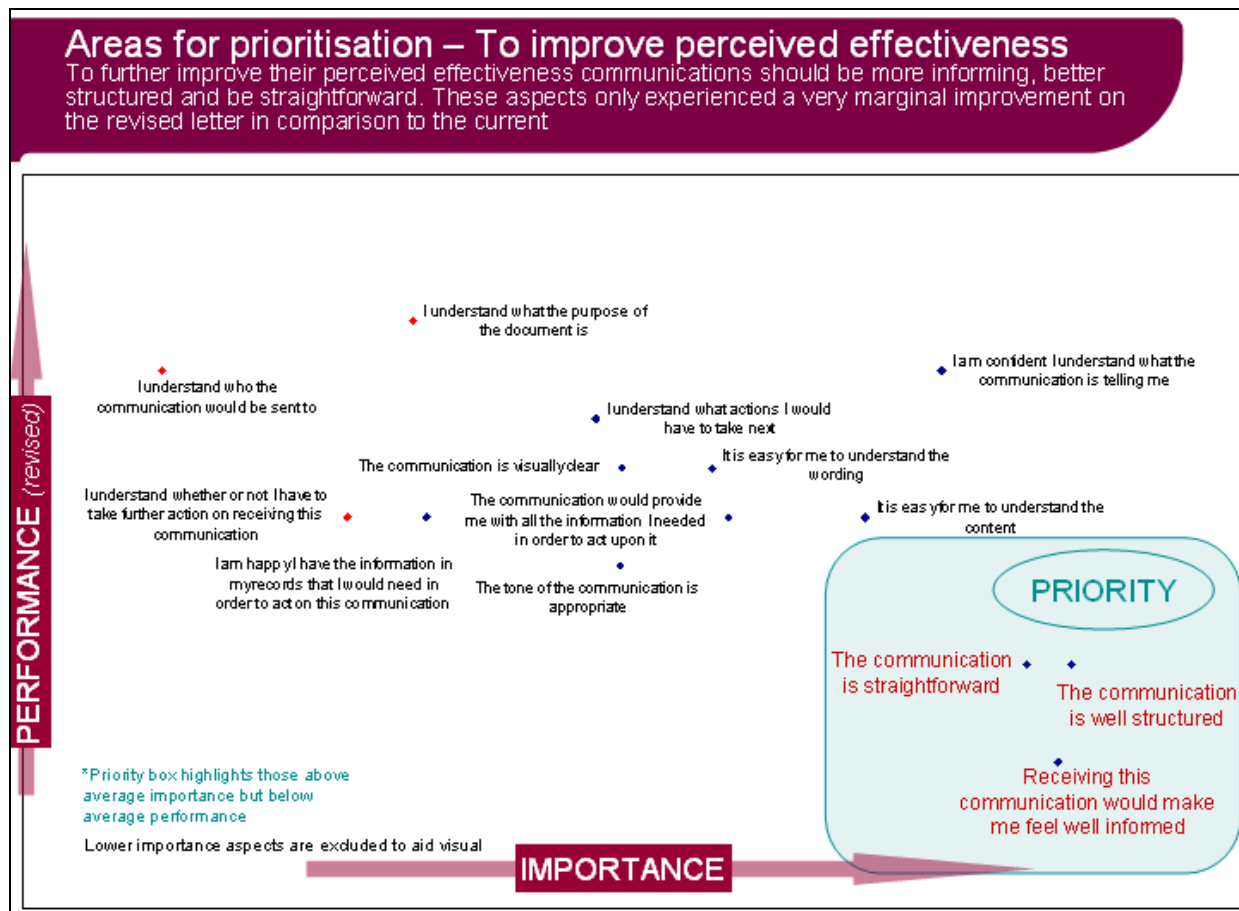 Areas for prioritisation – To improve perceived effectiveness
To further improve their perceived effectiveness communications should be more informing, better
structured and be straightforward. These aspects only experienced a very marginal improvement on
the revised letter in comparison to the current
I understand what the purpose of
the document is
I understand who the
communication would be sent to
I am confident I understand what the
communication is telling me
I understand what actions I would
have to take next
The communication is visually clear
It is easy for me to understand the
wording
I understand whether or not I have to
take further action on receiving this
communication
The communication would provide
me with all the information I needed
in order to act upon it
It is easy for me to understand the
content
I am happy I have the information in
my records that I would need in
order to act on this communication
The tone of the communication is
appropriate
PRIORITY
The communication
is straightforward
The communication
is well structured
Receiving this
communication would make
me feel well informed
PERFORMANCE (revised)
*Priority box highlights those above
average importance but below
average performance
Lower importance aspects are excluded to aid visual
IMPORTANCE